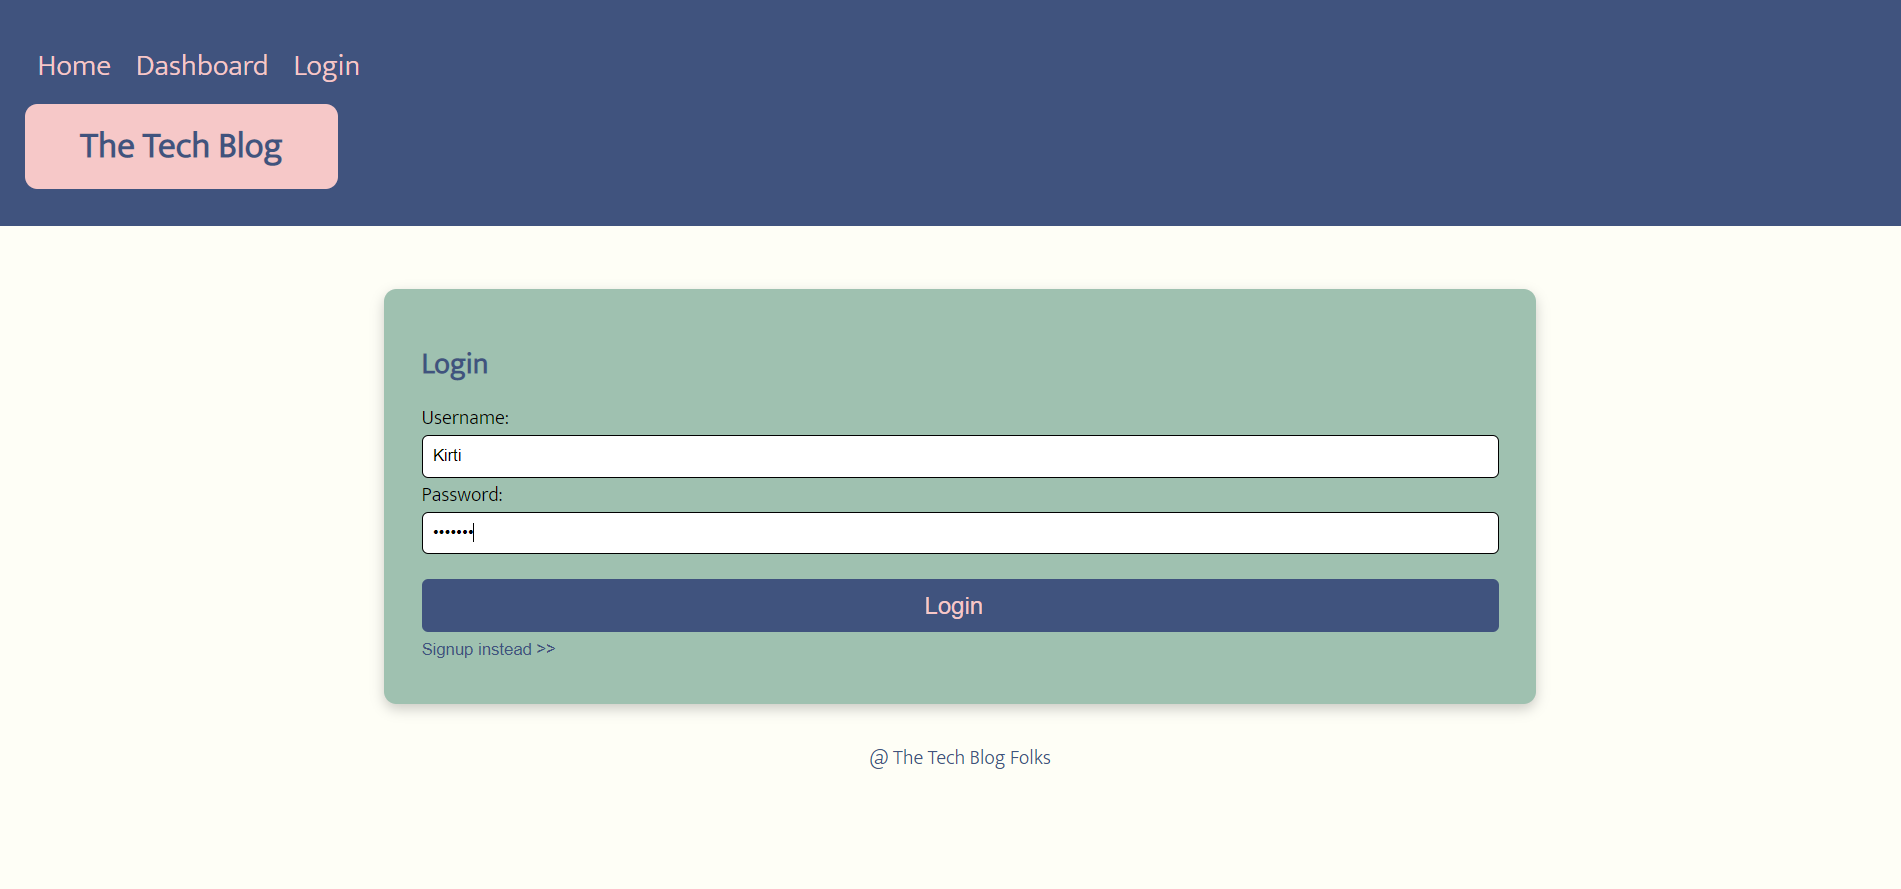 Home Dashboard Login
The Tech Blog
Login
Username:
Kirti
Password:
•••••••
Login
Signup instead >>
@ The Tech Blog Folks